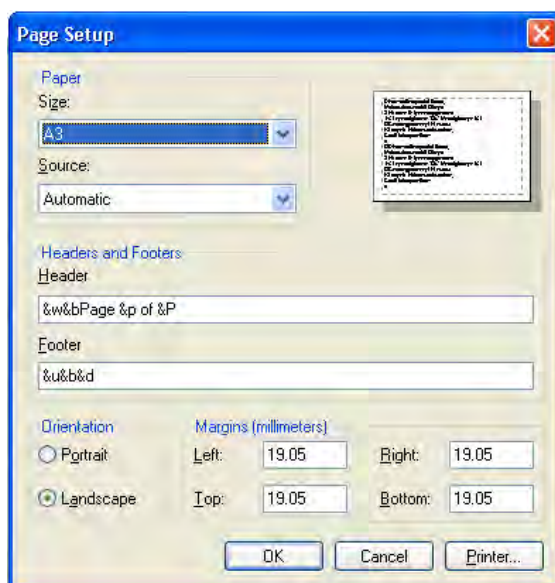 Page Setup
Paper
Size:
A3
Source:
Automatic
Headers and Footers
Header
&w&bPage &p of &P
Footer
&u&b&d
Orientation
Margins (millimeters)
Portrait
Left: 19.05 Right: 19.05
Landscape
Top: 19.05 Bottom: 19.05
OK Cancel Printer...